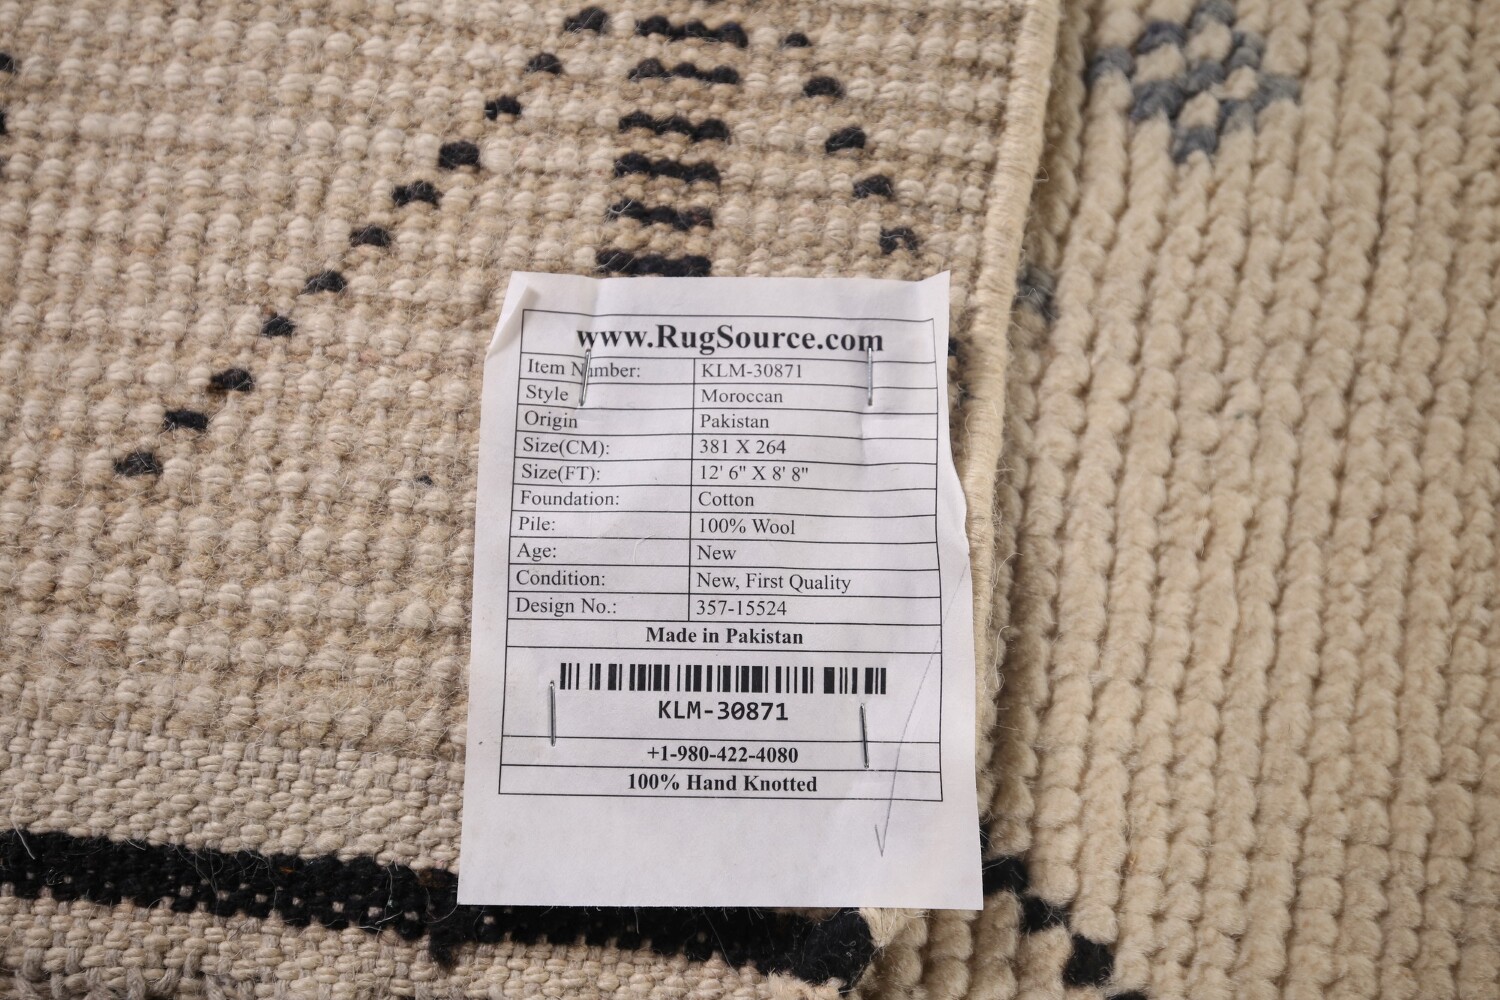 www.RugSource.com
Item Number: KLM-30871
Style Moroccan
Origin Pakistan
Size(CM): 381 X 264
Size(FT): 12' 6" X 8' 8"
Foundation: Cotton
Pile: 100% Wool
Age: New
Condition: New, First Quality
Design No.: 357-15524
Made in Pakistan
KLM-30871
+1-980-422-4080
100% Hand Knotted